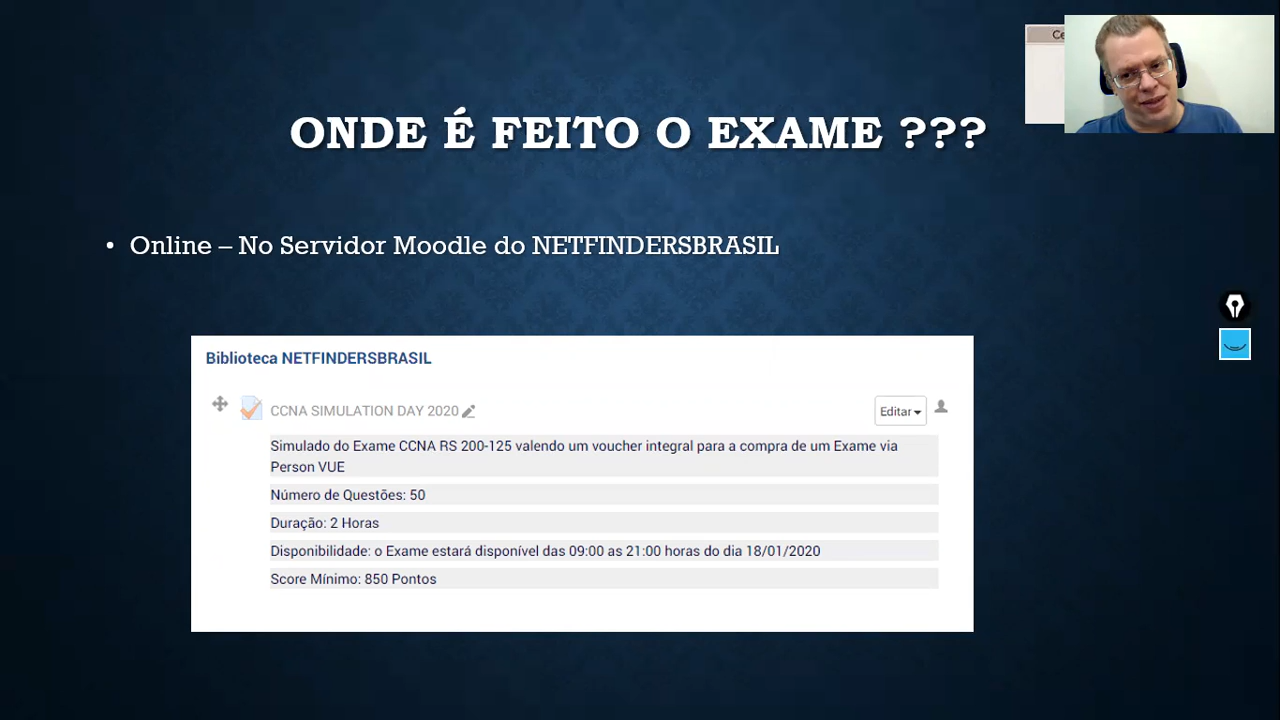 Ce
ONDE É FEITO O EXAME ???
• Online – No Servidor Moodle do NETFINDERSBRASIL
Biblioteca NETFINDERSBRASIL
CCNA SIMULATION DAY 2020
Editar
Simulado do Exame CCNA RS 200-125 valendo um voucher integral para a compra de um Exame via
Person VUE
Número de Questões: 50
Duração: 2 Horas
Disponibilidade: o Exame estará disponível das 09:00 as 21:00 horas do dia 18/01/2020
Score Mínimo: 850 Pontos